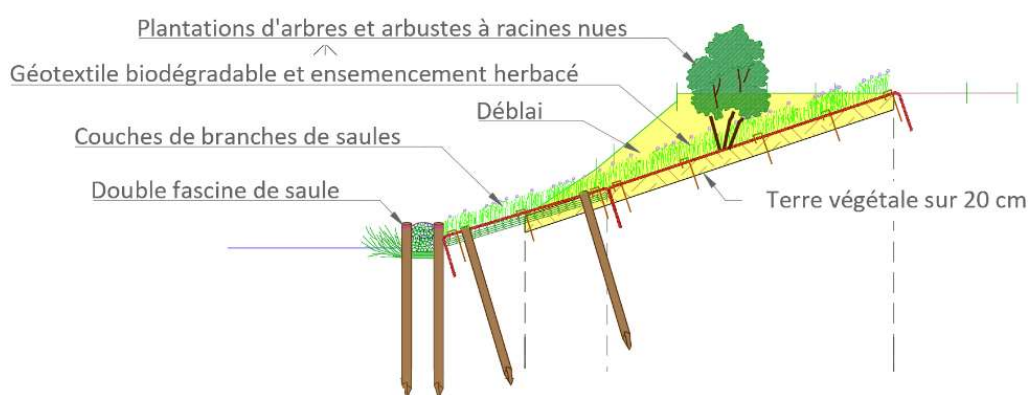 Plantations d'arbres et arbustes à racines nues
Géotextile biodégradable et ensemencement herbacé
Déblai
Couches de branches de saules
Double fascine de saule
Terre végétale sur 20 cm